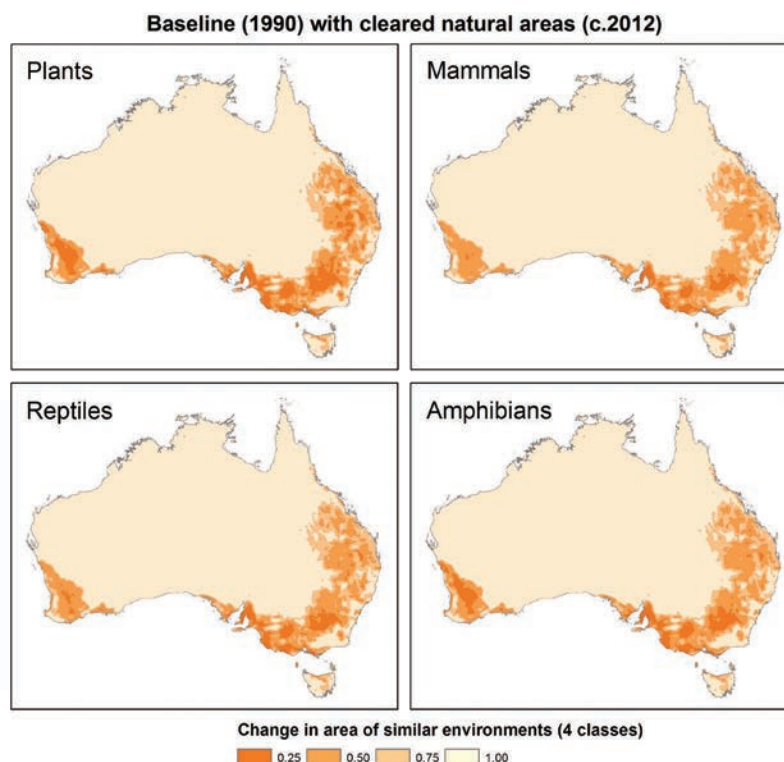 Baseline (1990) with cleared natural areas (c.2012)
Plants
Mammals
Reptiles
Amphibians
Change in area of similar environments (4 classes)
0.25 0.50 0.75 1.00